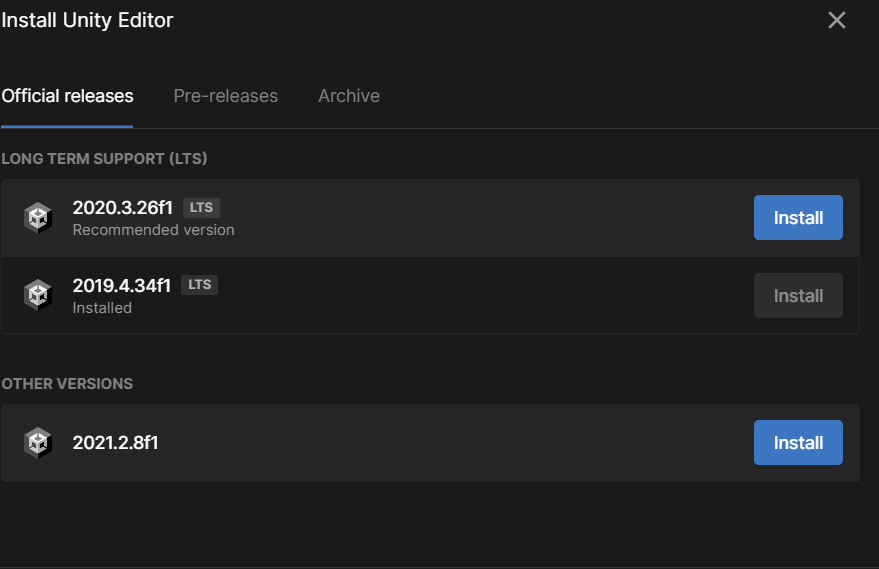 Install Unity Editor
Official releases Pre-releases Archive
LONG TERM SUPPORT (LTS)
2020.3.26f1 LTS
Recommended version
Install
2019.4.34f1 LTS
Installed
Install
OTHER VERSIONS
2021.2.8f1
Install